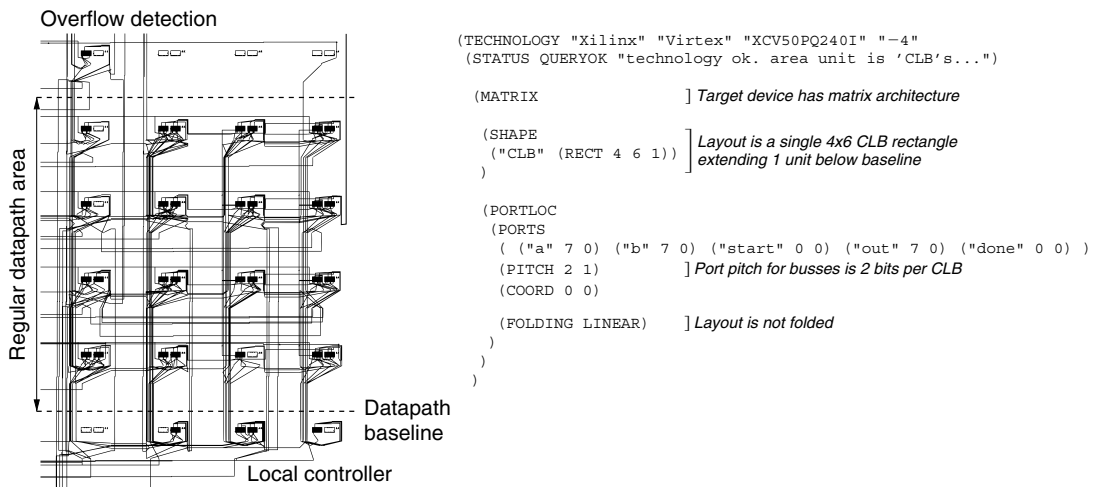 Overflow detection
Regular datapath area
Datapath
baseline
Local controller
(TECHNOLOGY "Xilinx" "Virtex" "XCV50PQ240I" "−4"
(STATUS QUERYOK "technology ok. area unit is ’CLB’s...")
(MATRIX ] Target device has matrix architecture
(SHAPE
("CLB" (RECT 4 6 1))
)
Layout is a single 4x6 CLB rectangle
extending 1 unit below baseline
(PORTLOC
(PORTS
( ("a" 7 0) ("b" 7 0) ("start" 0 0) ("out" 7 0) ("done" 0 0) )
(PITCH 2 1) ] Port pitch for busses is 2 bits per CLB
(COORD 0 0)
(FOLDING LINEAR) ] Layout is not folded
)
)
)